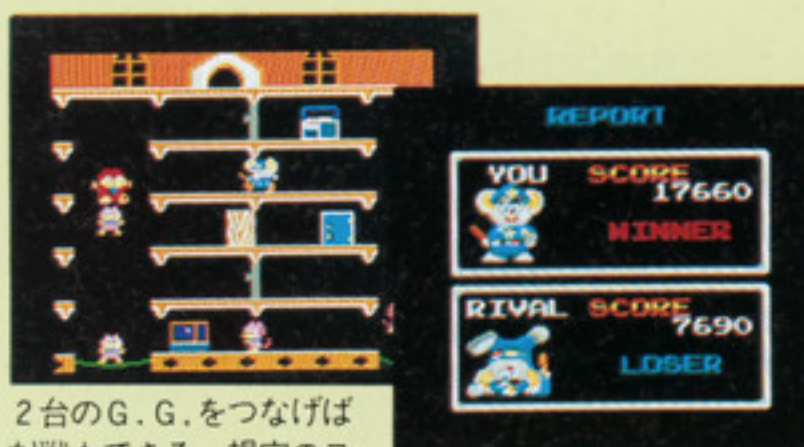 REPORT
YOU SCORE
17660
WINNER
RIVAL SCORE
7690
LOSER
2台のG.G.をつなげば